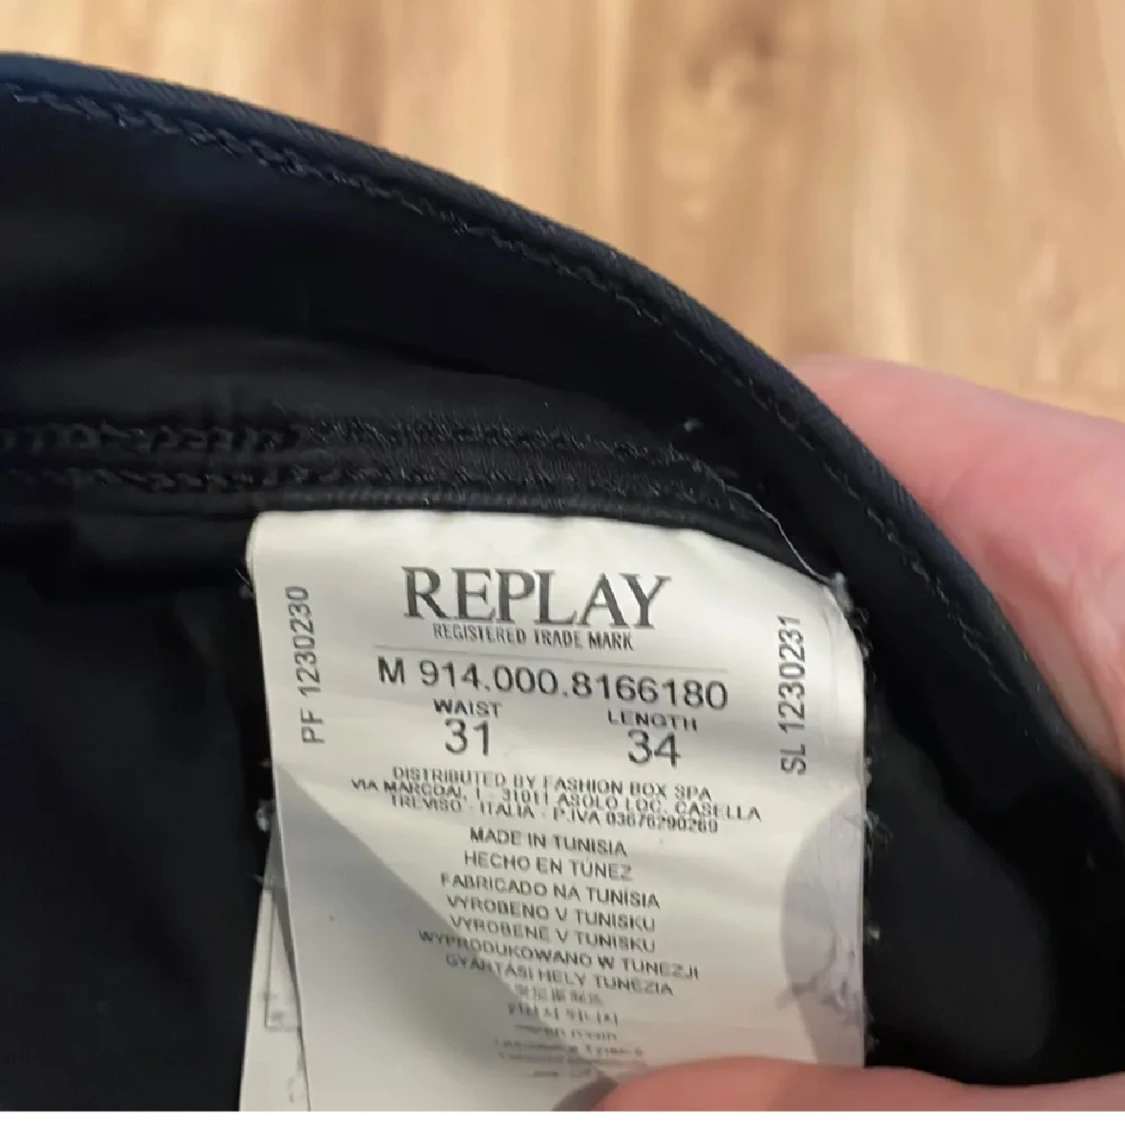 REPLAY
REGISTERED TRADE MARK
PF 1230230
SL 1230231
M 914.000.8166180
WAIST LENGTH
31 34
DISTRIBUTED BY FASHION BOX SPA
VIA MARCOAI, 1 - 31011 ASOLO LOC. CASELLA
TREVISO - ITALIA - P.IVA 03676290269
MADE IN TUNISIA
HECHO EN TÚNEZ
FABRICADO NA TUNÍSIA
VYROBENO V TUNISKU
VYROBENÉ V TUNISKU
WYPRODUKOWANO W TUNEZJI
GYÁRTÁSI HELY TUNÉZIA